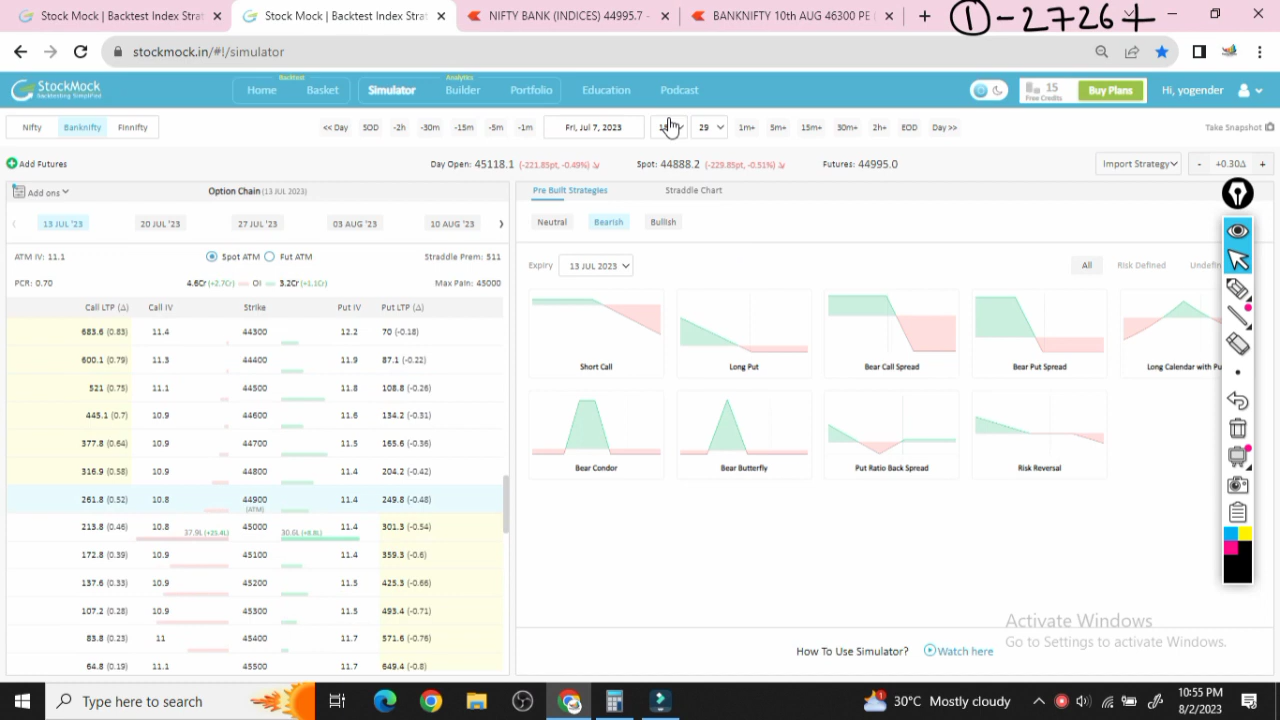 Stock Mock | Backtest Index Strat
Stock Mock | Backtest Index Strat
NIFTY BANK (INDICES) 44995.7 -
BANKNIFTY 10th AUG 46300 PE
① -27267
stockmock.in/#!/simulator
StockMock
Backtesting Simplified
Backtest
Analytics
Home
Basket
Simulator
Builder
Portfolio
Education
Podcast
15
Free Credits
Buy Plans
Hi, yogender
Nifty
Banknifty
Finnifty
<< Day
SOD
-2h
-30m
-15m
-5m
-1m
Fri, Jul 7, 2023
29
1m+
5m+
15m+
30m+
2h+
EOD
Day >>
Take Snapshot
Add Futures
Day Open: 45118.1 (-221.85pt, -0.49%)
Spot: 44888.2 (-229.85pt, -0.51%)
Futures: 44995.0
Import Strategy
- +0.30Δ +
Add ons
Option Chain (13 JUL 2023)
13 JUL '23
20 JUL '23
27 JUL '23
03 AUG '23
10 AUG '23
ATM IV: 11.1
Spot ATM
Fut ATM
Straddle Prem: 511
PCR: 0.70
4.6Cr (+2.7Cr) OI 3.2Cr (+1.1Cr)
Max Pain: 45000
Call LTP (Δ) Call IV Strike Put IV Put LTP (Δ)
683.6 (0.83) 11.4 44300 12.2 70 (-0.18)
600.1 (0.79) 11.3 44400 11.9 87.1 (-0.22)
521 (0.75) 11.1 44500 11.8 108.8 (-0.26)
445.1 (0.7) 10.9 44600 11.6 134.2 (-0.31)
377.8 (0.64) 10.9 44700 11.5 165.6 (-0.36)
316.9 (0.58) 10.9 44800 11.4 204.2 (-0.42)
261.8 (0.52) 10.8 44900 11.4 249.8 (-0.48)
(ATM)
213.8 (0.46) 10.8 45000 11.4 301.3 (-0.54)
37.9L (+25.4L) 30.6L (+9.8L)
172.8 (0.39) 10.9 45100 11.4 359.3 (-0.6)
137.6 (0.33) 10.9 45200 11.5 425.3 (-0.66)
107.2 (0.28) 10.9 45300 11.5 493.4 (-0.71)
83.8 (0.23) 11 45400 11.7 571.6 (-0.76)
64.8 (0.19) 11.1 45500 11.7 649.4 (-0.8)
Pre Built Strategies
Straddle Chart
Neutral
Bearish
Bullish
Expiry
13 JUL 2023
All
Risk Defined
Undefin
Short Call
Long Put
Bear Call Spread
Bear Put Spread
Long Calendar with Pu
Bear Condor
Bear Butterfly
Put Ratio Back Spread
Risk Reversal
Activate Windows
Go to Settings to activate Windows.
How To Use Simulator?
Watch here
Type here to search
1
30°C Mostly cloudy
10:55 PM
8/2/2023